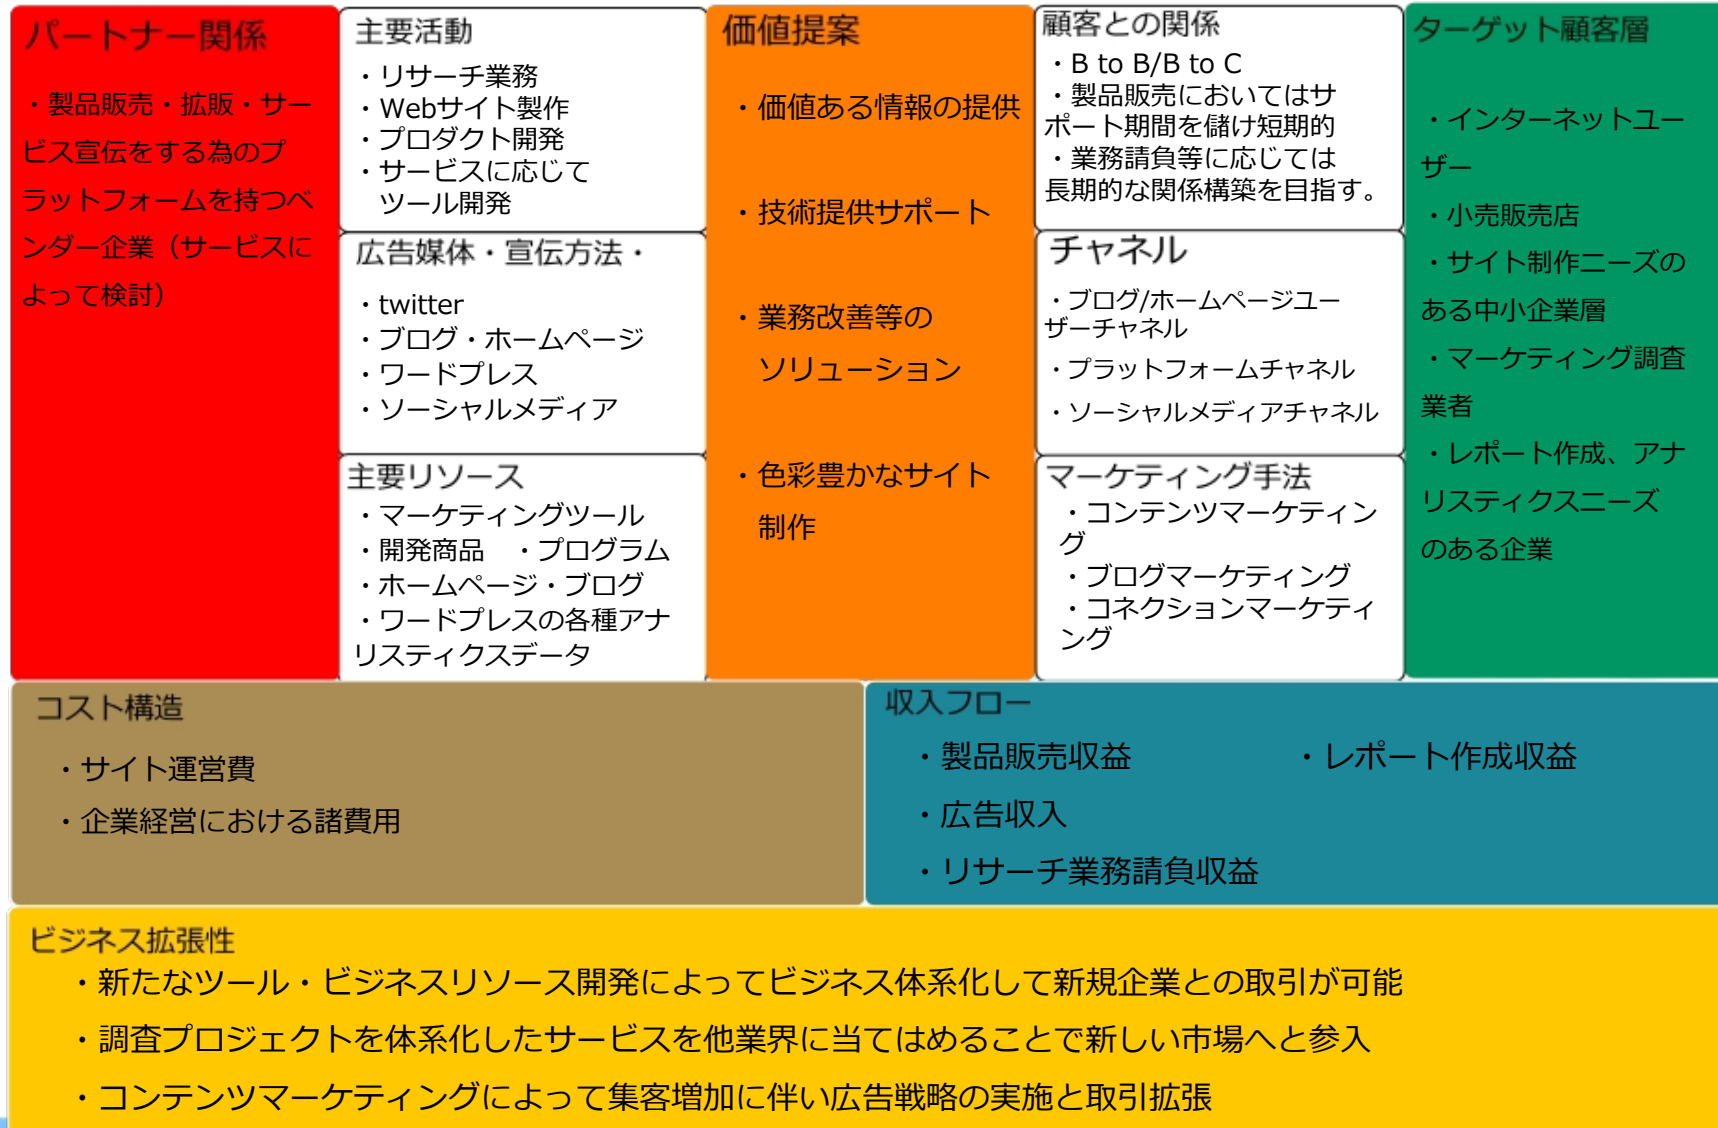 パートナー関係
・製品販売・拡販・サー
ビス宣伝をする為のプ
ラットフォームを持つベ
ンダー企業（サービスに
よって検討）
主要活動
・リサーチ業務
・Webサイト製作
・プロダクト開発
・サービスに応じて
ツール開発
広告媒体・宣伝方法・
・twitter
・ブログ・ホームページ
・ワードプレス
・ソーシャルメディア
主要リソース
・マーケティングツール
・開発商品　・プログラム
・ホームページ・ブログ
・ワードプレスの各種アナ
リスティクスデータ
価値提案
・価値ある情報の提供
・技術提供サポート
・業務改善等の
ソリューション
・色彩豊かなサイト
制作
顧客との関係
・B to B/B to C
・製品販売においてはサ
ポート期間を儲け短期的
・業務請負等に応じては
長期的な関係構築を目指す。
チャネル
・ブログ/ホームページユー
ザーチャネル
・プラットフォームチャネル
・ソーシャルメディアチャネル
マーケティング手法
・コンテンツマーケティン
グ
・ブログマーケティング
・コネクションマーケティ
ング
ターゲット顧客層
・インターネットユー
ザー
・小売販売店
・サイト制作ニーズの
ある中小企業層
・マーケティング調査
業者
・レポート作成、アナ
リスティクスニーズ
のある企業
コスト構造
・サイト運営費
・企業経営における諸費用
収入フロー
・製品販売収益　・レポート作成収益
・広告収入
・リサーチ業務請負収益
ビジネス拡張性
・新たなツール・ビジネスリソース開発によってビジネス体系化して新規企業との取引が可能
・調査プロジェクトを体系化したサービスを他業界に当てはめることで新しい市場へと参入
・コンテンツマーケティングによって集客増加に伴い広告戦略の実施と取引拡張